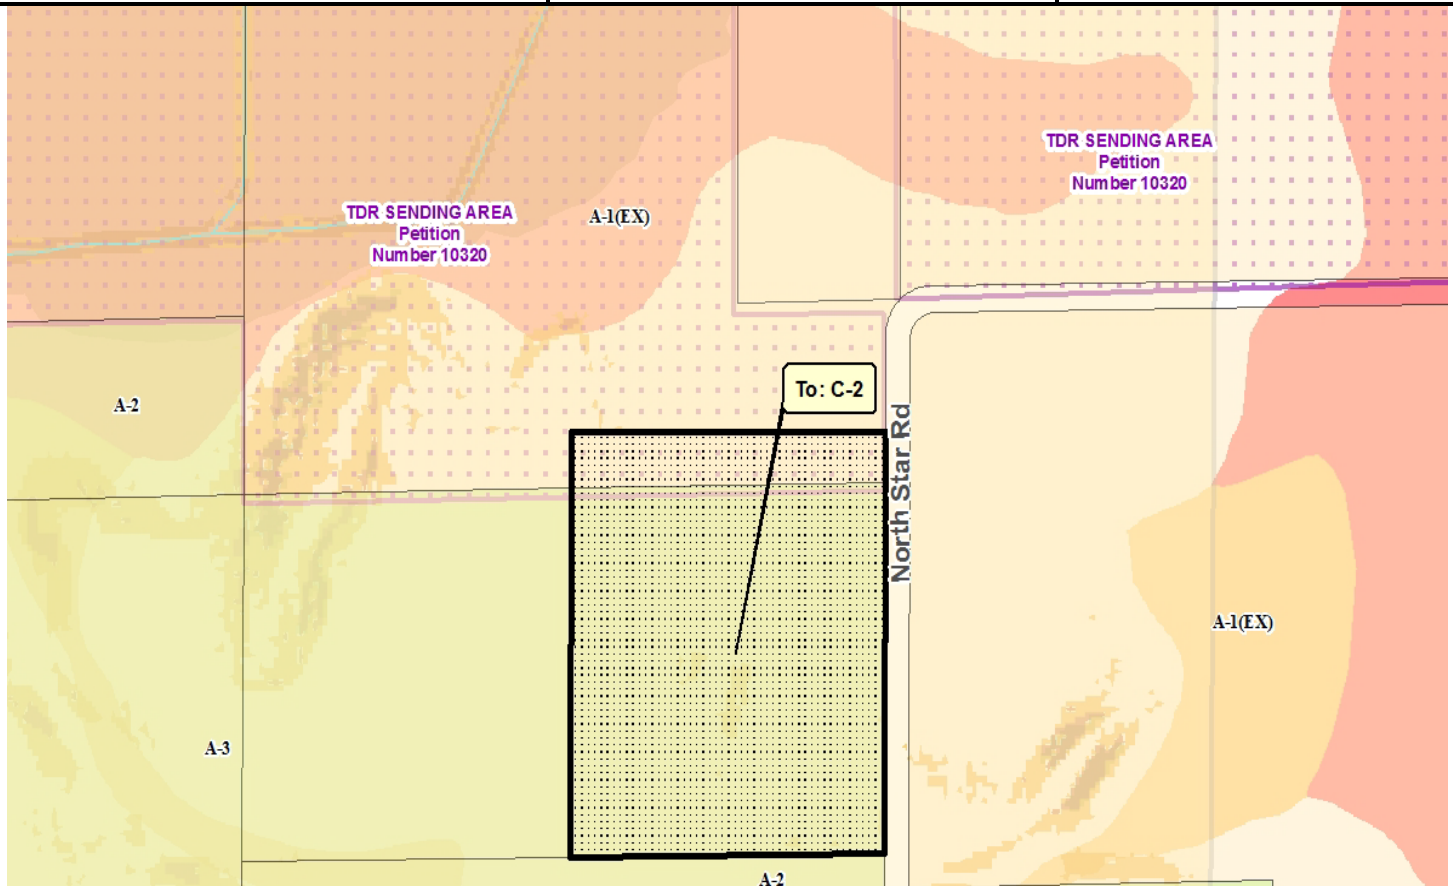 TDR SENDING AREA
Petition
Number 10320
TDR SENDING AREA
Petition
Number 10320
A-1(EX)
To: C-2
A-2
North Star Rd
A-1(EX)
A-3
A-2